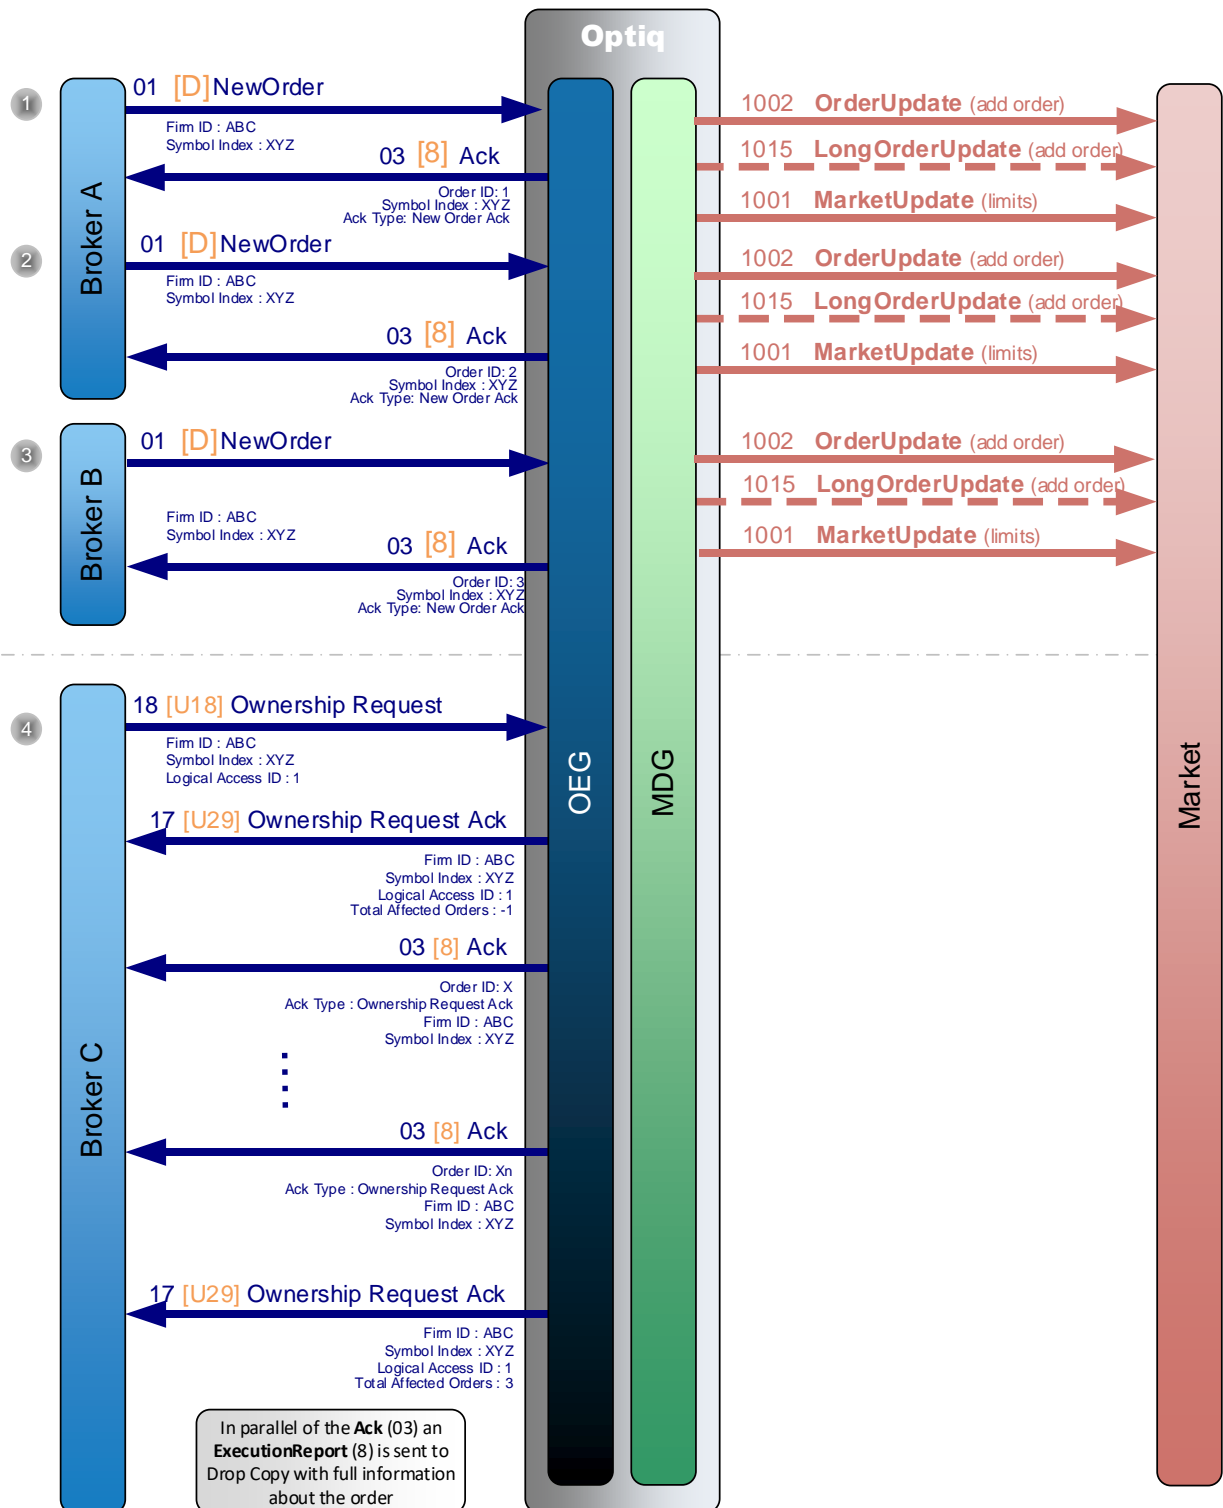 Optiq
1
Broker A
01 [D]NewOrder
Firm ID : ABC
Symbol Index : XYZ
1002 OrderUpdate (add order)
03 [8] Ack
Order ID: 1
Symbol Index : XYZ
Ack Type: New Order Ack
1015 LongOrderUpdate (add order)
1001 MarketUpdate (limits)
2
01 [D]NewOrder
Firm ID : ABC
Symbol Index : XYZ
1002 OrderUpdate (add order)
1015 LongOrderUpdate (add order)
03 [8] Ack
Order ID: 2
Symbol Index : XYZ
Ack Type: New Order Ack
1001 MarketUpdate (limits)
3
Broker B
01 [D]NewOrder
Firm ID : ABC
Symbol Index : XYZ
1002 OrderUpdate (add order)
1015 LongOrderUpdate (add order)
03 [8] Ack
Order ID: 3
Symbol Index : XYZ
Ack Type: New Order Ack
1001 MarketUpdate (limits)
4
Broker C
18 [U18] Ownership Request
Firm ID : ABC
Symbol Index : XYZ
Logical Access ID : 1
OEG
MDG
Market
17 [U29] Ownership Request Ack
Firm ID : ABC
Symbol Index : XYZ
Logical Access ID : 1
Total Affected Orders : -1
03 [8] Ack
Order ID: X
Ack Type : Ownership Request Ack
Firm ID : ABC
Symbol Index : XYZ
03 [8] Ack
Order ID: Xn
Ack Type : Ownership Request Ack
Firm ID : ABC
Symbol Index : XYZ
17 [U29] Ownership Request Ack
Firm ID : ABC
Symbol Index : XYZ
Logical Access ID : 1
Total Affected Orders : 3
In parallel of the Ack (03) an
ExecutionReport (8) is sent to
Drop Copy with full information
about the order